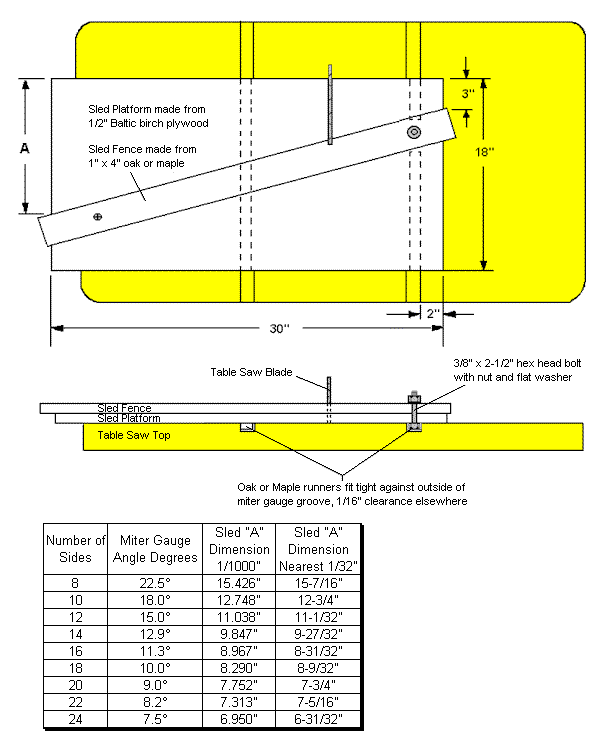 3"
Sled Platform made from
1/2" Baltic birch plywood
A
Sled Fence made from
1" x 4" oak or maple
18"
2"
30"
3/8" x 2-1/2" hex head bolt
with nut and flat washer
Table Saw Blade
Sled Fence
Sled Platform
Table Saw Top
Oak or Maple runners fit tight against outside of
miter gauge groove, 1/16" clearance elsewhere
Number of Sides Miter Gauge Angle Degrees Sled "A" Dimension 1/1000" Sled "A" Dimension Nearest 1/32"
8 22.5° 15.426" 15-7/16"
10 18.0° 12.748" 12-3/4"
12 15.0° 11.038" 11-1/32"
14 12.9° 9.847" 9-27/32"
16 11.3° 8.967" 8-31/32"
18 10.0° 8.290" 8-9/32"
20 9.0° 7.752" 7-3/4"
22 8.2° 7.313" 7-5/16"
24 7.5° 6.950" 6-31/32"